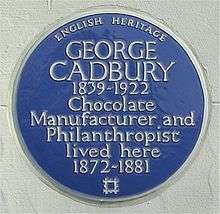 ENGLISH HERITAGE
GEORGE
CADBURY
1839-1922
Chocolate
Manufacturer and
Philanthropist
lived here
1872-1881